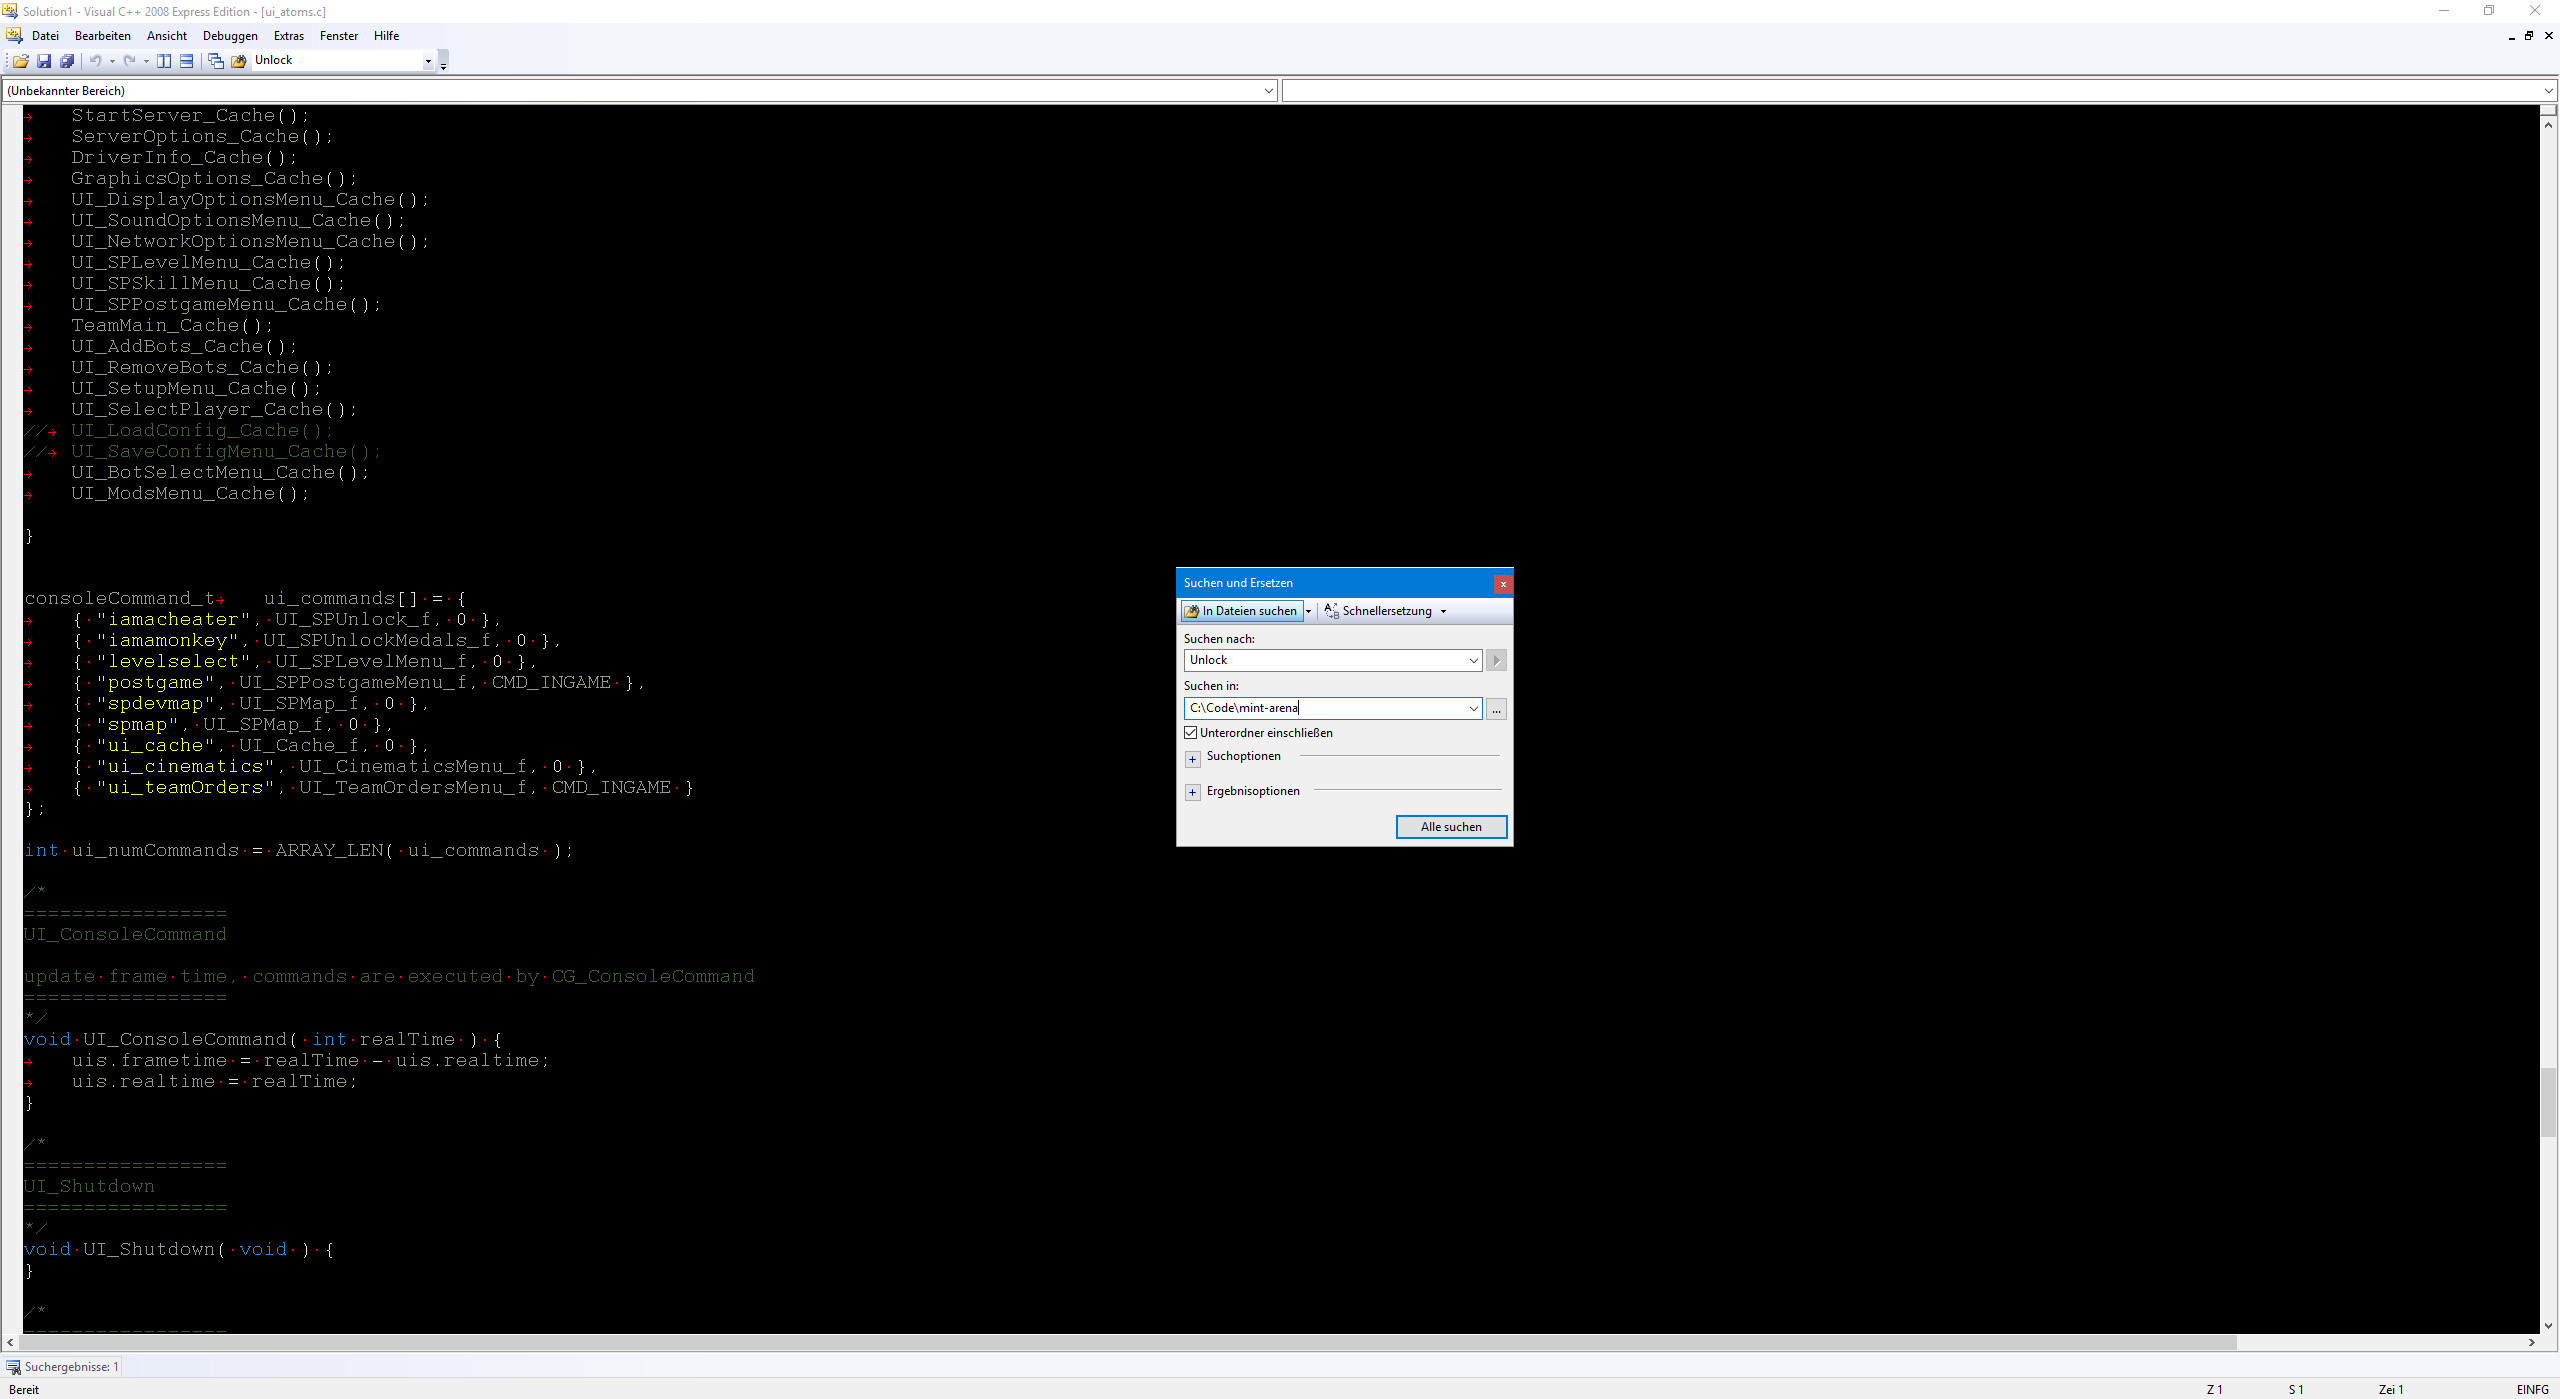 Solution1 - Visual C++ 2008 Express Edition - [ui_atoms.c]
Datei Bearbeiten Ansicht Debuggen Extras Fenster Hilfe
Unlock
(Unbekannter Bereich)
StartServer_Cache();
ServerOptions_Cache();
DriverInfo_Cache();
GraphicsOptions_Cache();
UI_DisplayOptionsMenu_Cache();
UI_SoundOptionsMenu_Cache();
UI_NetworkOptionsMenu_Cache();
UI_SPLevelMenu_Cache();
UI_SPSkillMenu_Cache();
UI_SPPostgameMenu_Cache();
TeamMain_Cache();
UI_AddBots_Cache();
UI_RemoveBots_Cache();
UI_SetupMenu_Cache();
UI_SelectPlayer_Cache();
// UI_LoadConfig_Cache();
// UI_SaveConfigMenu_Cache();
UI_BotSelectMenu_Cache();
UI_ModsMenu_Cache();
}
consoleCommand_t ui_commands[] = {
{ "iamacheater", UI_SPUnlock_f, 0 },
{ "iamamonkey", UI_SPUnlockMedals_f, 0 },
{ "levelselect", UI_SPLevelMenu_f, 0 },
{ "postgame", UI_SPPostgameMenu_f, CMD_INGAME },
{ "spdevmap", UI_SPMap_f, 0 },
{ "spmap", UI_SPMap_f, 0 },
{ "ui_cache", UI_Cache_f, 0 },
{ "ui_cinematics", UI_CinematicsMenu_f, 0 },
{ "ui_teamOrders", UI_TeamOrdersMenu_f, CMD_INGAME }
};
int ui_numCommands = ARRAY_LEN( ui_commands );
/*
=================
UI_ConsoleCommand
update frame time, commands are executed by CG_ConsoleCommand
=================
*/
void UI_ConsoleCommand( int realTime ) {
uis.frametime = realTime - uis.realtime;
uis.realtime = realTime;
}
/*
=================
UI_Shutdown
=================
*/
void UI_Shutdown( void ) {
}
/*
=================
Suchen und Ersetzen
x
In Dateien suchen Schnellersetzung
Suchen nach:
Unlock
Suchen in:
C:\Code\mint-arena
...
Unterordner einschließen
+ Suchoptionen
+ Ergebnisoptionen
Alle suchen
Suchergebnisse: 1
Bereit Z 1 S 1 Zei 1 EINFG